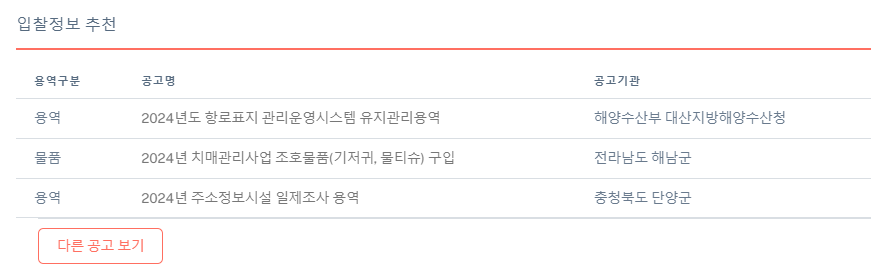 입찰정보 추천
용역구분 공고명 공고기관
용역 2024년도 항로표지 관리운영시스템 유지관리용역 해양수산부 대산지방해양수산청
물품 2024년 치매관리사업 조호물품(기저귀, 물티슈) 구입 전라남도 해남군
용역 2024년 주소정보시설 일제조사 용역 충청북도 단양군
다른 공고 보기